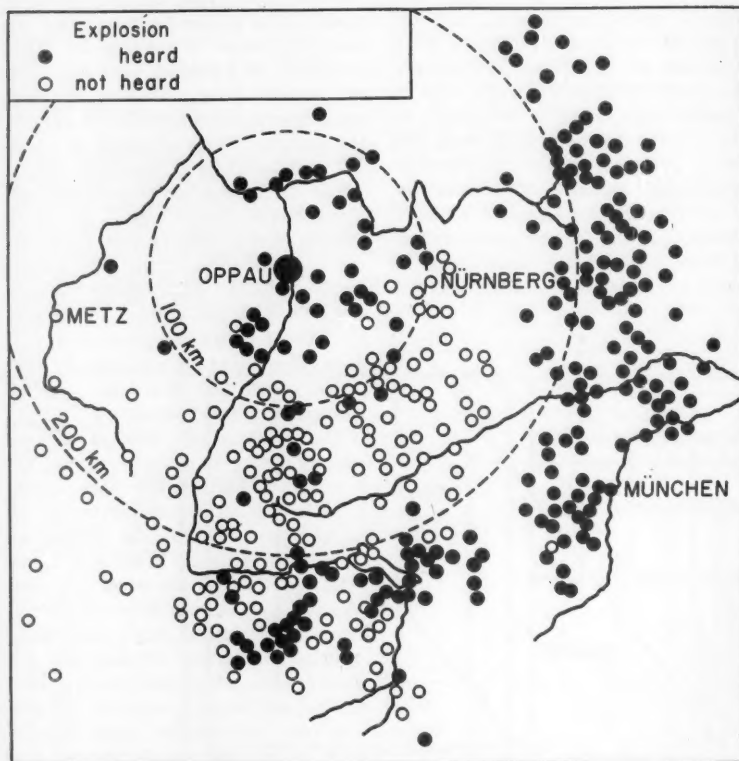 Explosion
heard
not heard
OPPAU
NÜRNBERG
METZ
100 km
200 km
MÜNCHEN